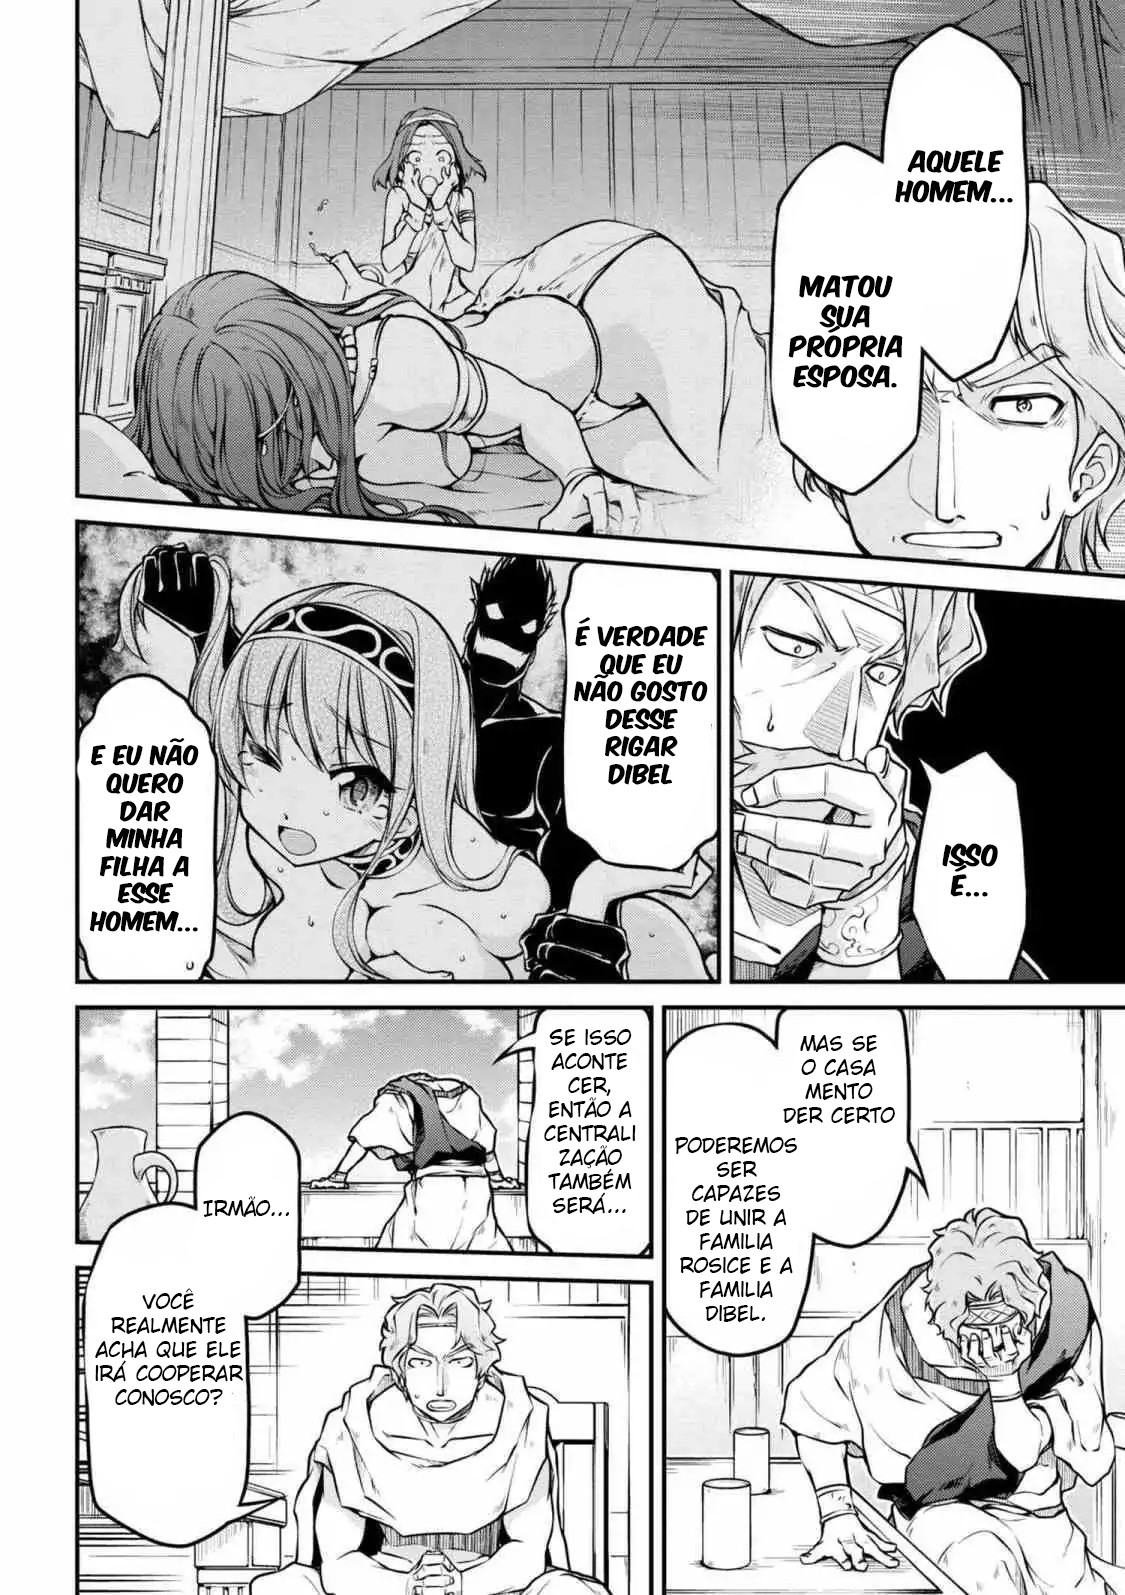 AQUELE
HOMEM...
MATOU
SUA
PRÓPRIA
ESPOSA.
ISSO
É...
É VERDADE
QUE EU
NÃO GOSTO
DESSE
RIGAR
DIBEL
E EU NÃO
QUERO
DAR
MINHA
FILHA A
ESSE
HOMEM...
MAS SE
O CASA
MENTO
DER CERTO
PODEREMOS
SER
CAPAZES
DE UNIR A
FAMILIA
ROSICE E A
FAMILIA
DIBEL.
SE ISSO
ACONTE
CER,
ENTÃO A
CENTRALI
ZAÇÃO
TAMBÉM
SERÁ...
IRMÃO...
VOCÊ
REALMENTE
ACHA QUE ELE
IRÁ COOPERAR
CONOSCO?